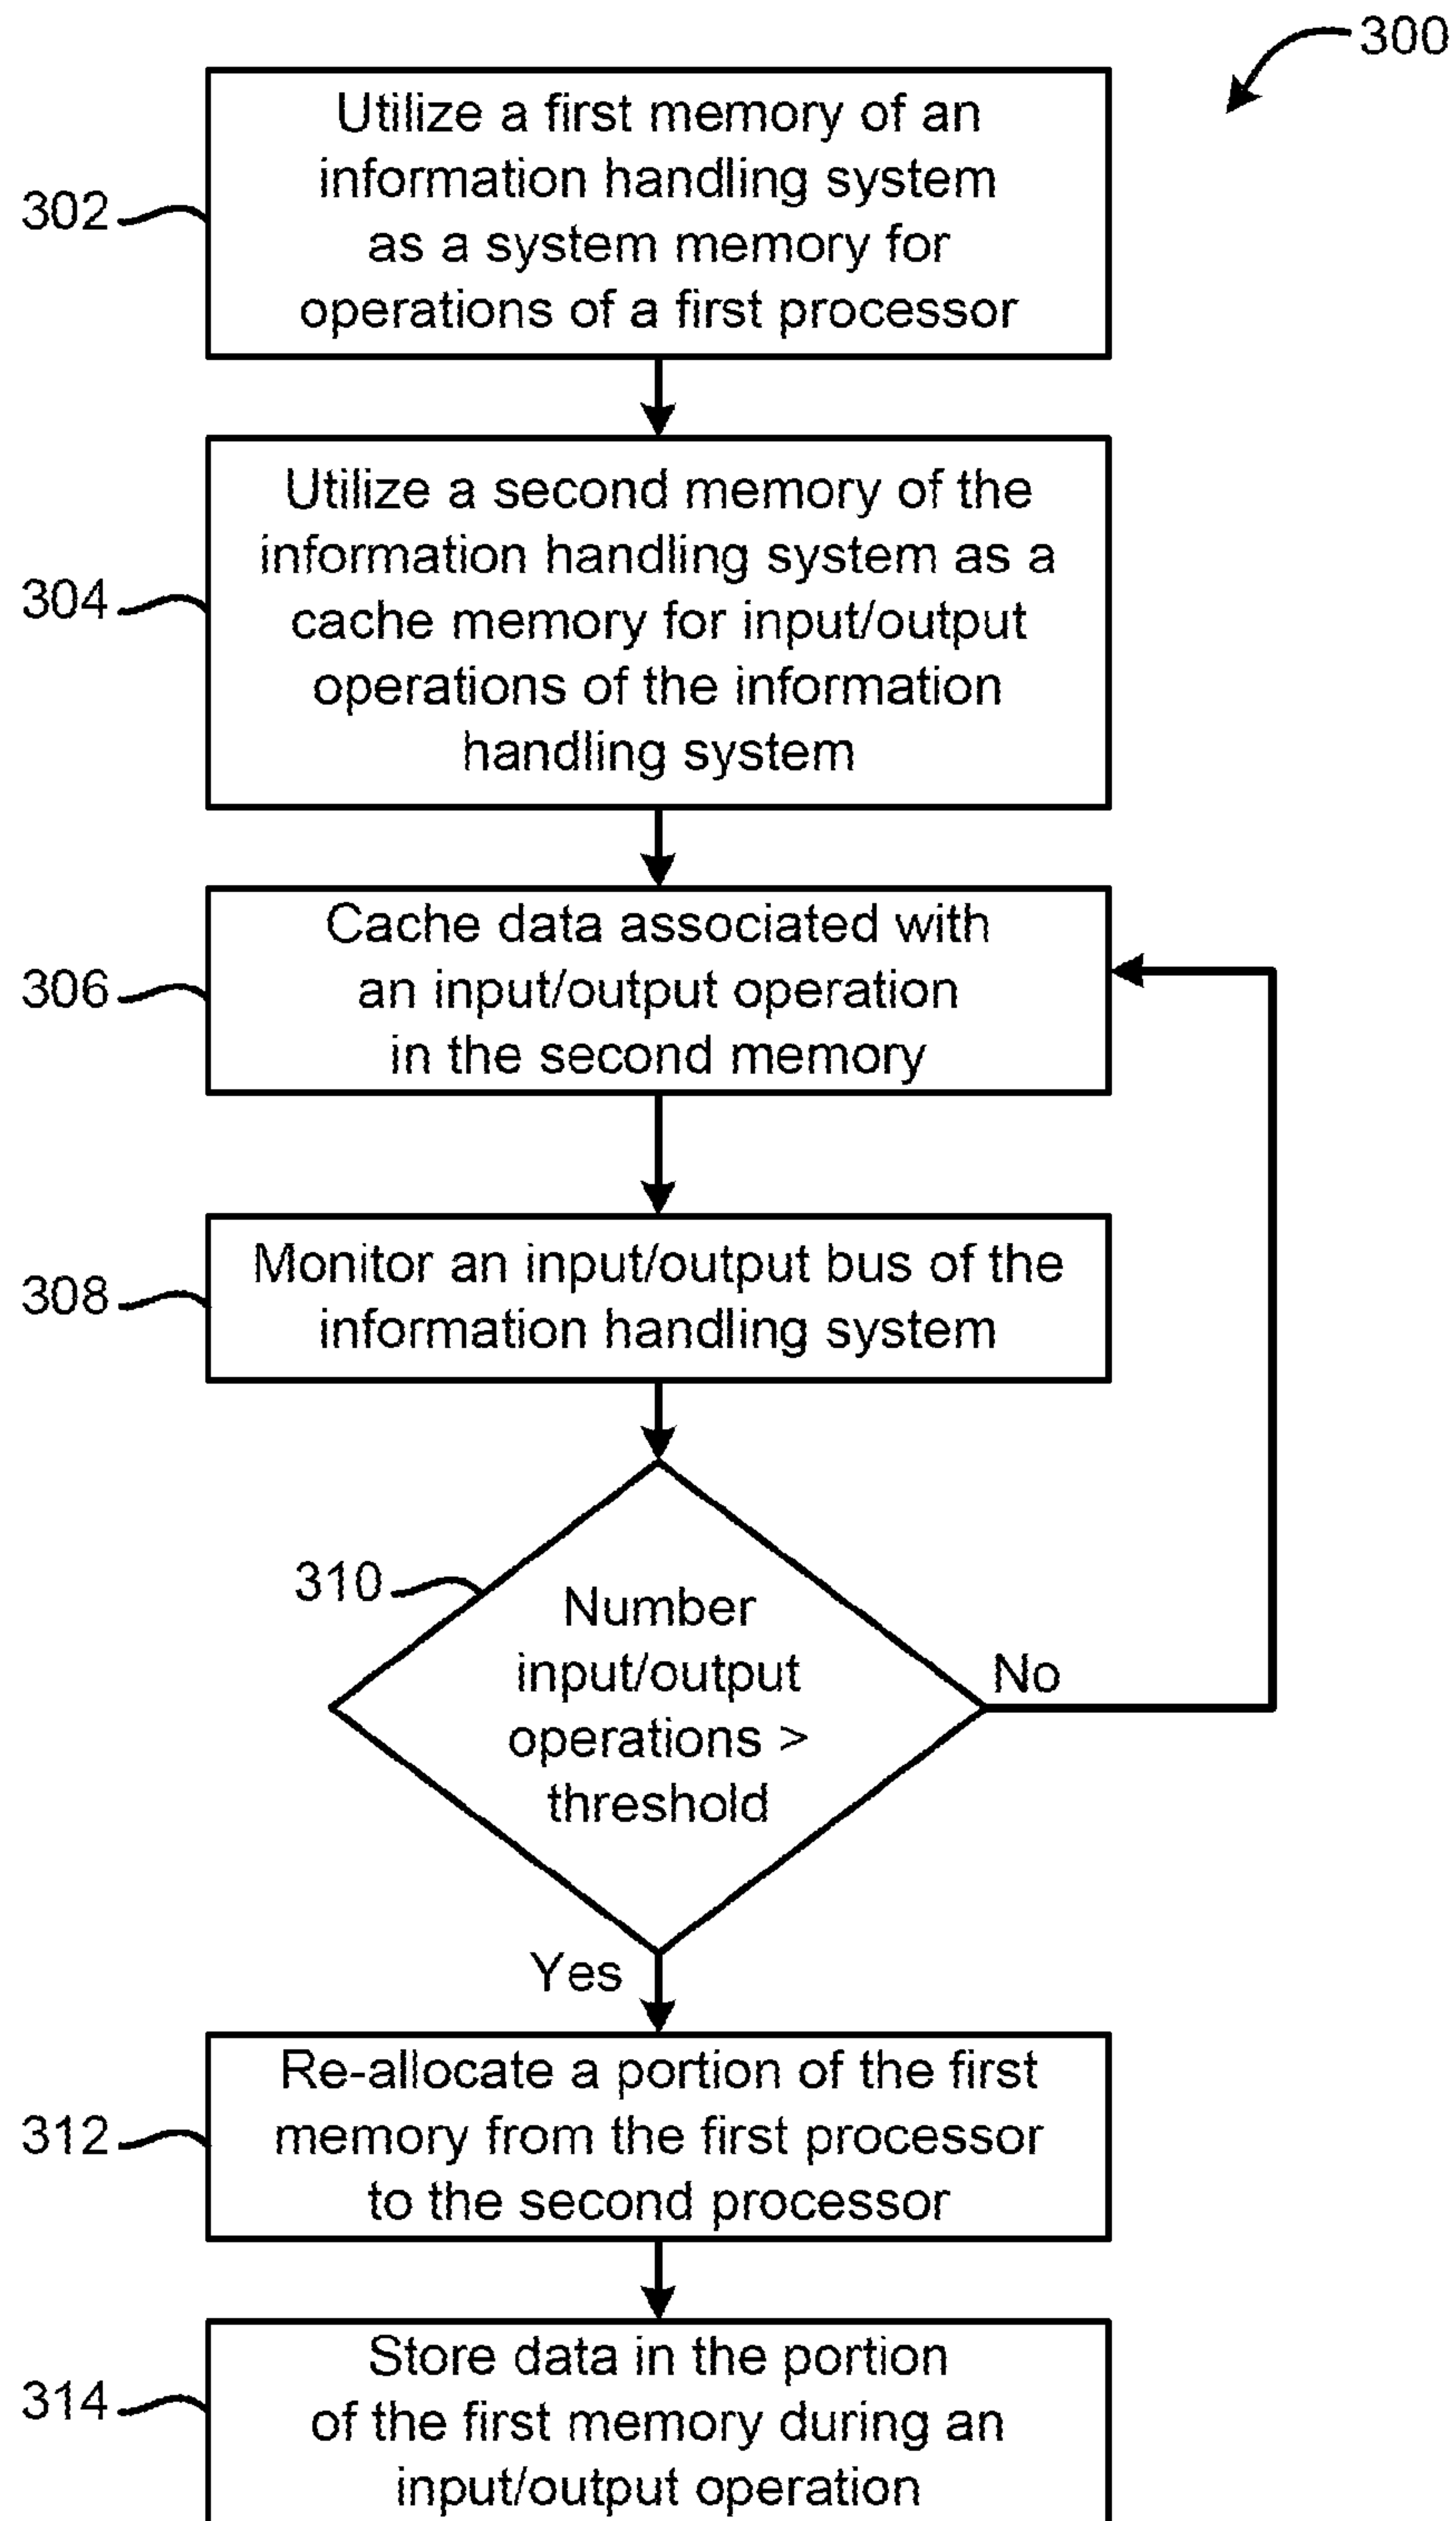 300
Utilize a first memory of an
information handling system
as a system memory for
operations of a first processor
302
Utilize a second memory of the
information handling system as a
cache memory for input/output
operations of the information
handling system
304
Cache data associated with
an input/output operation
in the second memory
306
Monitor an input/output bus of the
information handling system
308
310
Number
input/output
operations >
threshold
No
Yes
Re-allocate a portion of the first
memory from the first processor
to the second processor
312
Store data in the portion
of the first memory during an
input/output operation
314